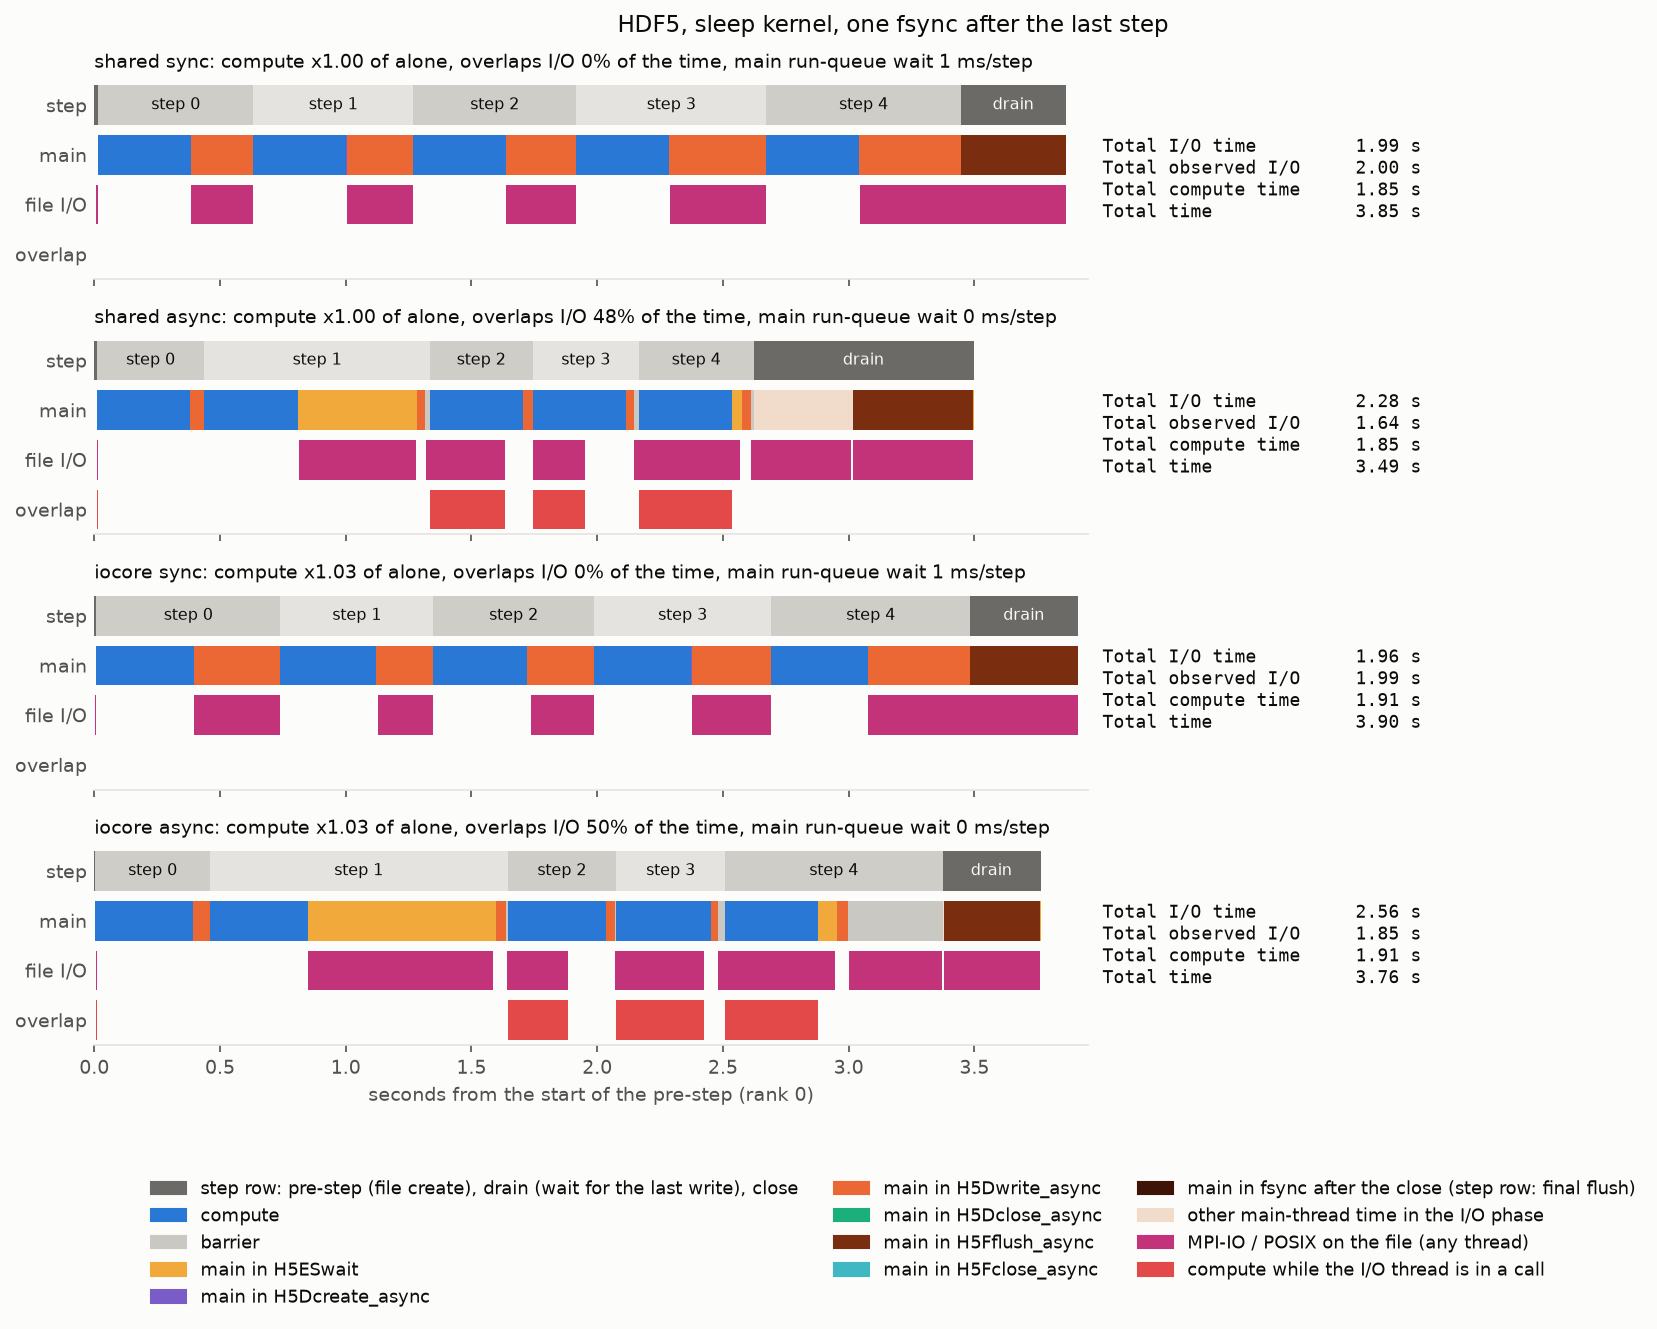 HDF5, sleep kernel, one fsync after the last step
shared sync: compute x1.00 of alone, overlaps I/O 0% of the time, main run-queue wait 1 ms/step
step
step 0
step 1
step 2
step 3
step 4
drain
main
file I/O
overlap
Total I/O time 1.99 s
Total observed I/O 2.00 s
Total compute time 1.85 s
Total time 3.85 s
shared async: compute x1.00 of alone, overlaps I/O 48% of the time, main run-queue wait 0 ms/step
step
step 0
step 1
step 2
step 3
step 4
drain
main
file I/O
overlap
Total I/O time 2.28 s
Total observed I/O 1.64 s
Total compute time 1.85 s
Total time 3.49 s
iocore sync: compute x1.03 of alone, overlaps I/O 0% of the time, main run-queue wait 1 ms/step
step
step 0
step 1
step 2
step 3
step 4
drain
main
file I/O
overlap
Total I/O time 1.96 s
Total observed I/O 1.99 s
Total compute time 1.91 s
Total time 3.90 s
iocore async: compute x1.03 of alone, overlaps I/O 50% of the time, main run-queue wait 0 ms/step
step
step 0
step 1
step 2
step 3
step 4
drain
main
file I/O
overlap
Total I/O time 2.56 s
Total observed I/O 1.85 s
Total compute time 1.91 s
Total time 3.76 s
0.0 0.5 1.0 1.5 2.0 2.5 3.0 3.5
seconds from the start of the pre-step (rank 0)
step row: pre-step (file create), drain (wait for the last write), close
compute
barrier
main in H5ESwait
main in H5Dcreate_async
main in H5Dwrite_async
main in H5Dclose_async
main in H5Fflush_async
main in H5Fclose_async
main in fsync after the close (step row: final flush)
other main-thread time in the I/O phase
MPI-IO / POSIX on the file (any thread)
compute while the I/O thread is in a call